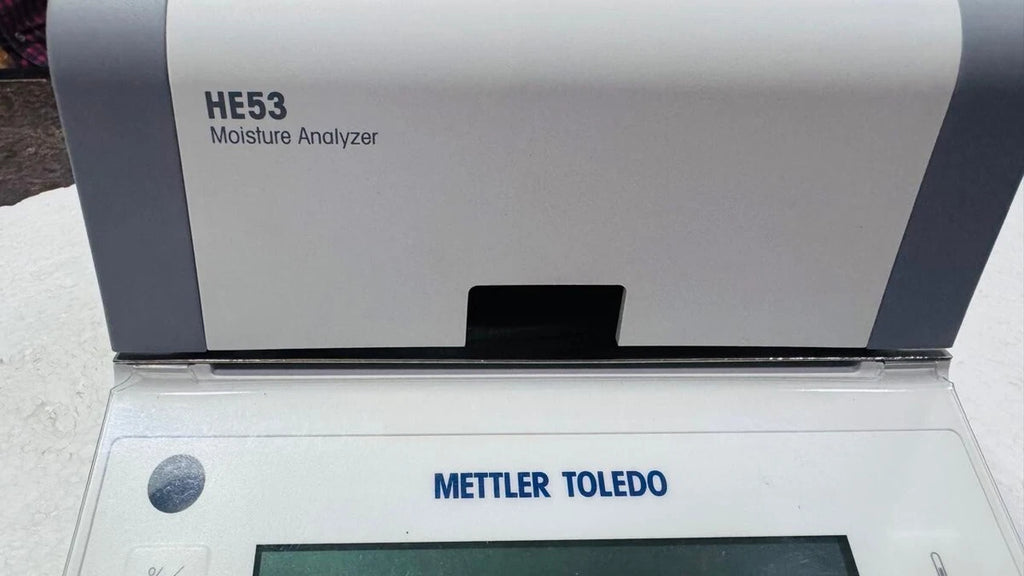 HE53
Moisture Analyzer
METTLER TOLEDO